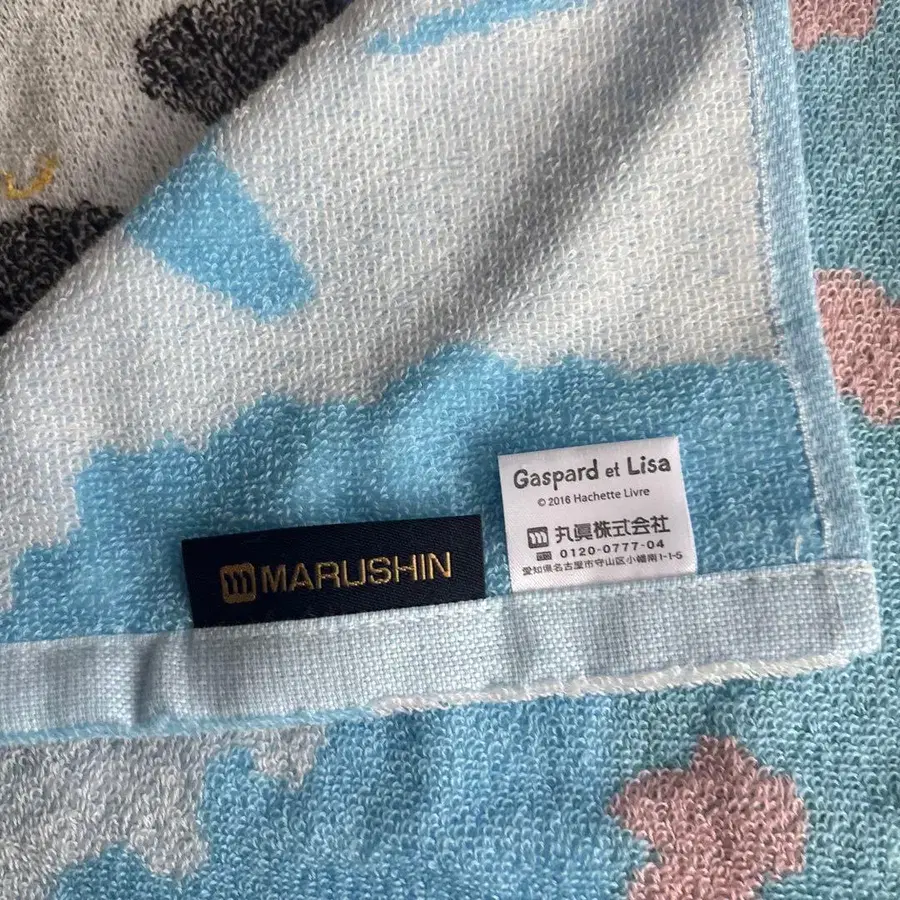 MARUSHIN
Gaspard et Lisa
© 2016 Hachette Livre
丸眞株式会社
0120-0777-04
愛知県名古屋市守山区小幡南1-1-5